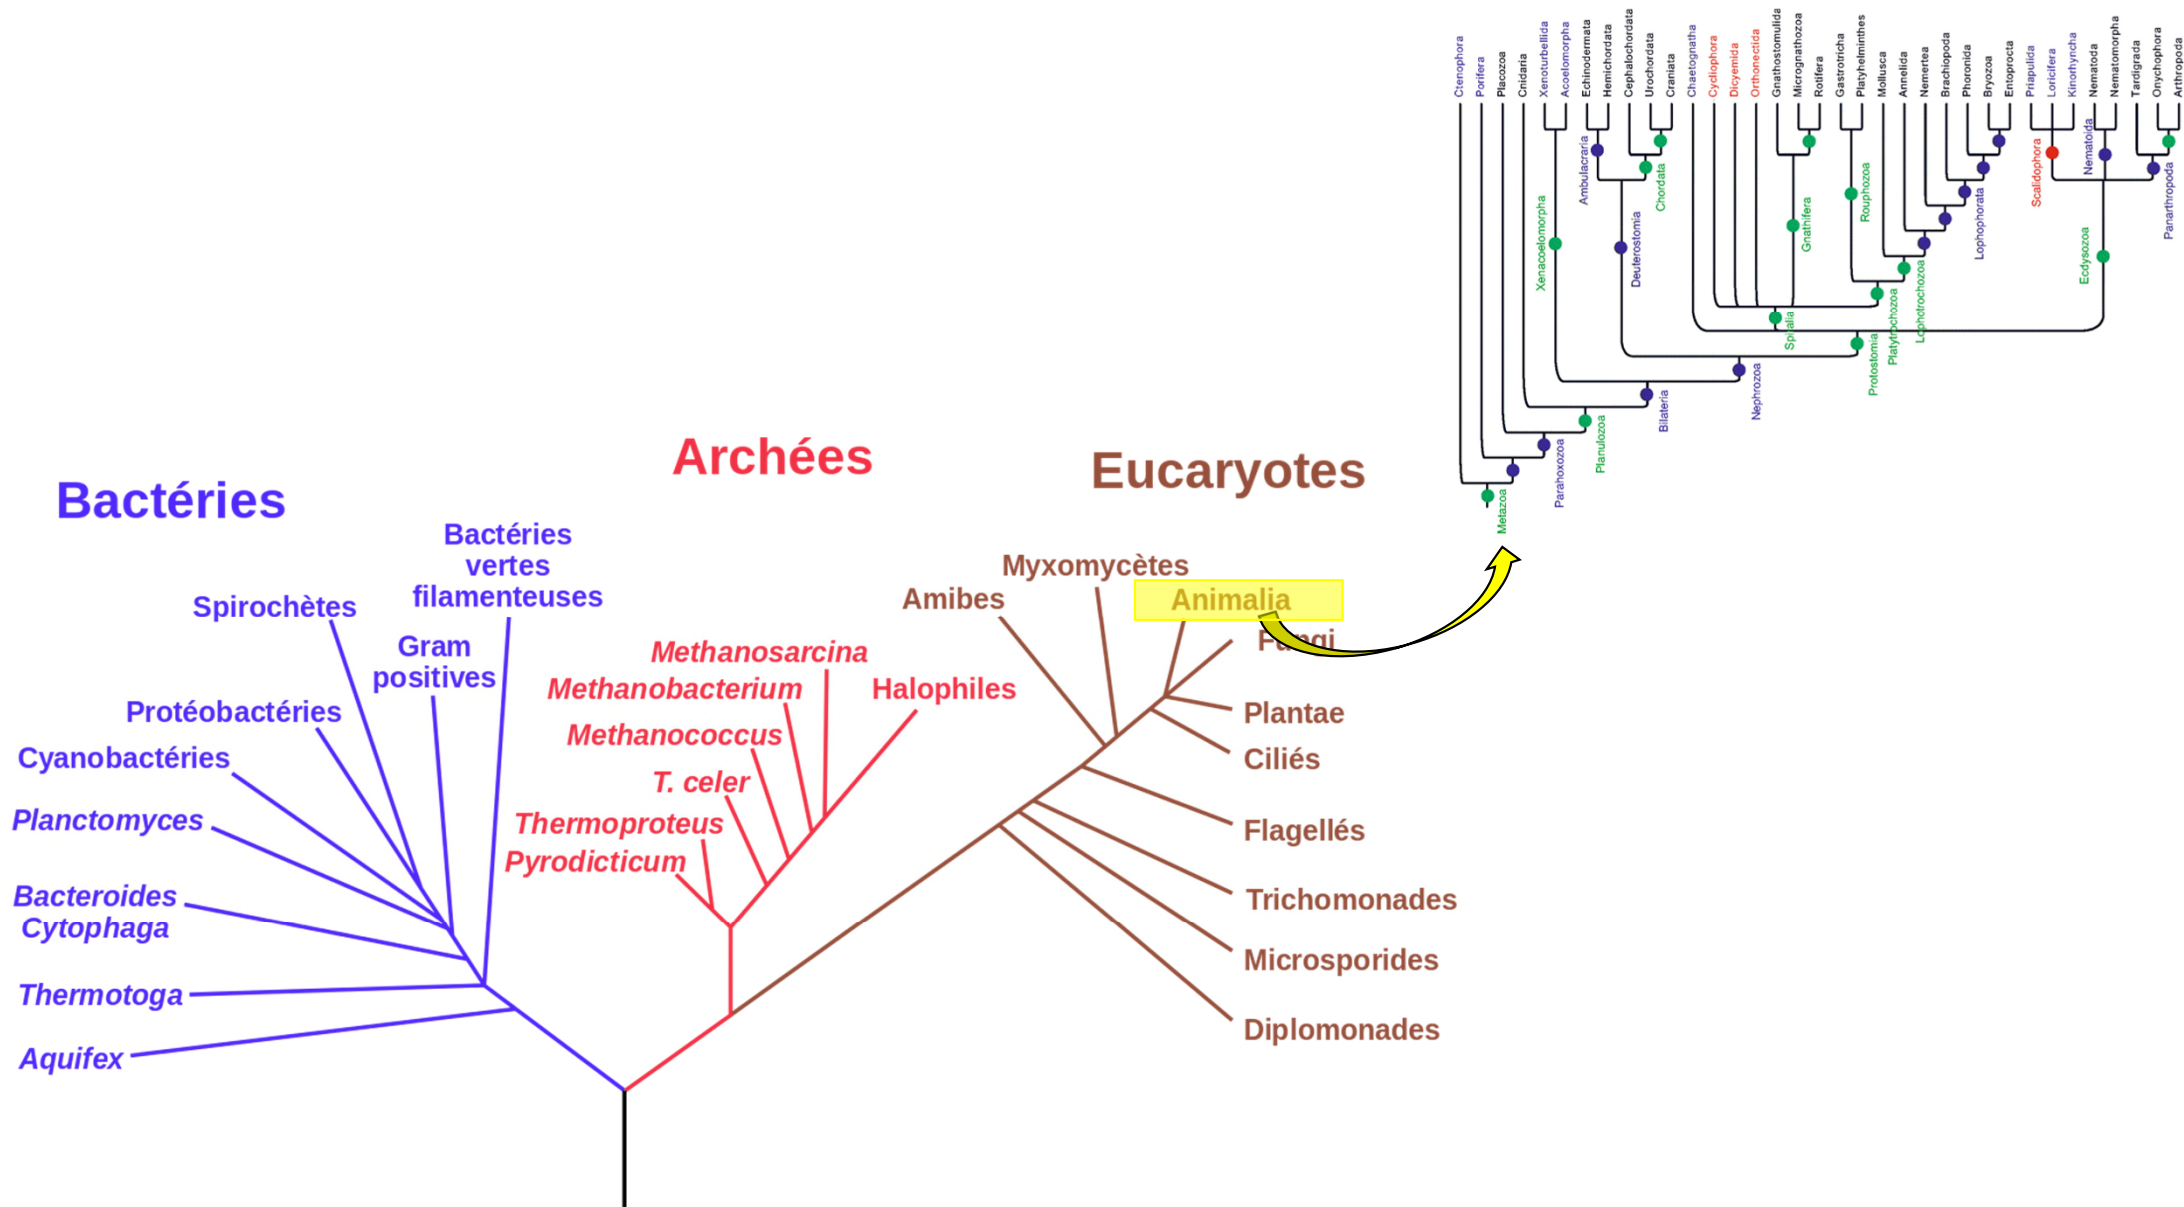 Bactéries
Archées
Eucaryotes
Bactéries
vertes
filamenteuses
Spirochètes
Gram
positives
Protéobactéries
Cyanobactéries
Planctomyces
Bacteroides
Cytophaga
Thermotoga
Aquifex
Methanosarcina
Methanobacterium
Halophiles
Methanococcus
T. celer
Thermoproteus
Pyrodicticum
Myxomycètes
Amibes
Animalia
Fungi
Plantae
Ciliés
Flagellés
Trichomonades
Microsporides
Diplomonades
Ctenophora
Porifera
Placozoa
Cnidaria
Xenoturbellida
Acoelomorpha
Echinodermata
Hemichordata
Cephalochordata
Urochordata
Craniata
Chaetognatha
Cycliophora
Dicyemida
Orthonectida
Gnathostomulida
Micrognathozoa
Rotifera
Gastrotricha
Platyhelminthes
Mollusca
Annelida
Nemertea
Brachiopoda
Phoronida
Bryozoa
Entoprocta
Priapulida
Loricifera
Kinorhyncha
Nematoda
Nematomorpha
Tardigrada
Onychophora
Arthropoda
Ambulacraria
Chordata
Xenacoelomorpha
Deuterostomia
Gnathifera
Rouphozoa
Lophophorata
Scalidophora
Nematoida
Panarthropoda
Ecdysozoa
Spiralia
Platytrochozoa
Lophotrochozoa
Protostomia
Nephrozoa
Bilateria
Planulozoa
Parahoxozoa
Metazoa